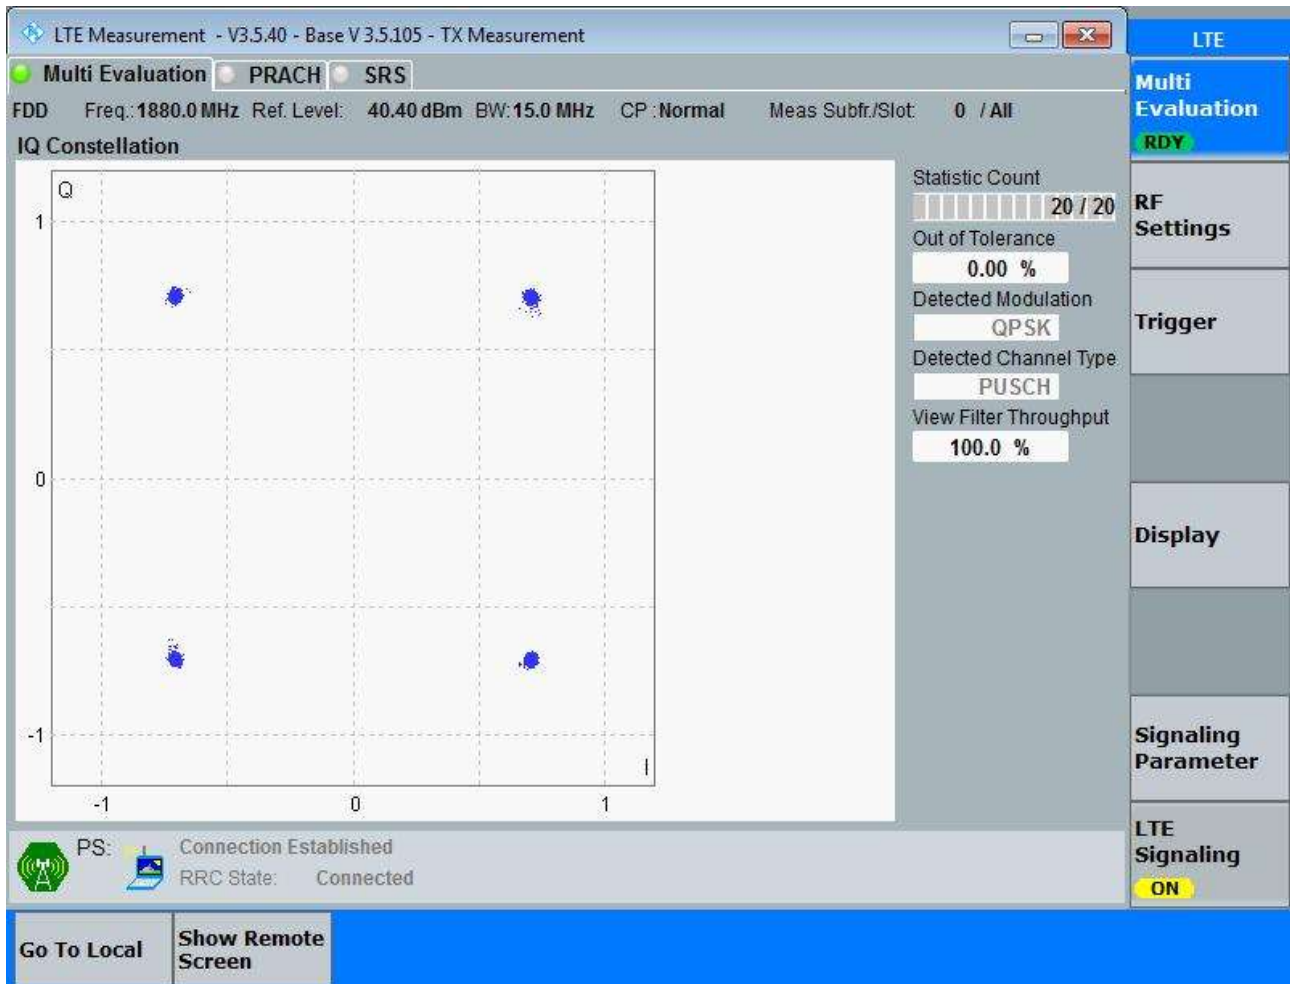 LTE Measurement - V3.5.40 - Base V 3.5.105 - TX Measurement
Multi Evaluation PRACH SRS
FDD Freq.: 1880.0 MHz Ref. Level: 40.40 dBm BW: 15.0 MHz CP : Normal Meas Subfr./Slot: 0 / All
IQ Constellation
Q
1
0
-1
-1 0 1
I
Statistic Count
20 / 20
Out of Tolerance
0.00 %
Detected Modulation
QPSK
Detected Channel Type
PUSCH
View Filter Throughput
100.0 %
PS: Connection Established
RRC State: Connected
LTE
Multi
Evaluation
RDY
RF
Settings
Trigger
Display
Signaling
Parameter
LTE
Signaling
ON
Go To Local
Show Remote
Screen